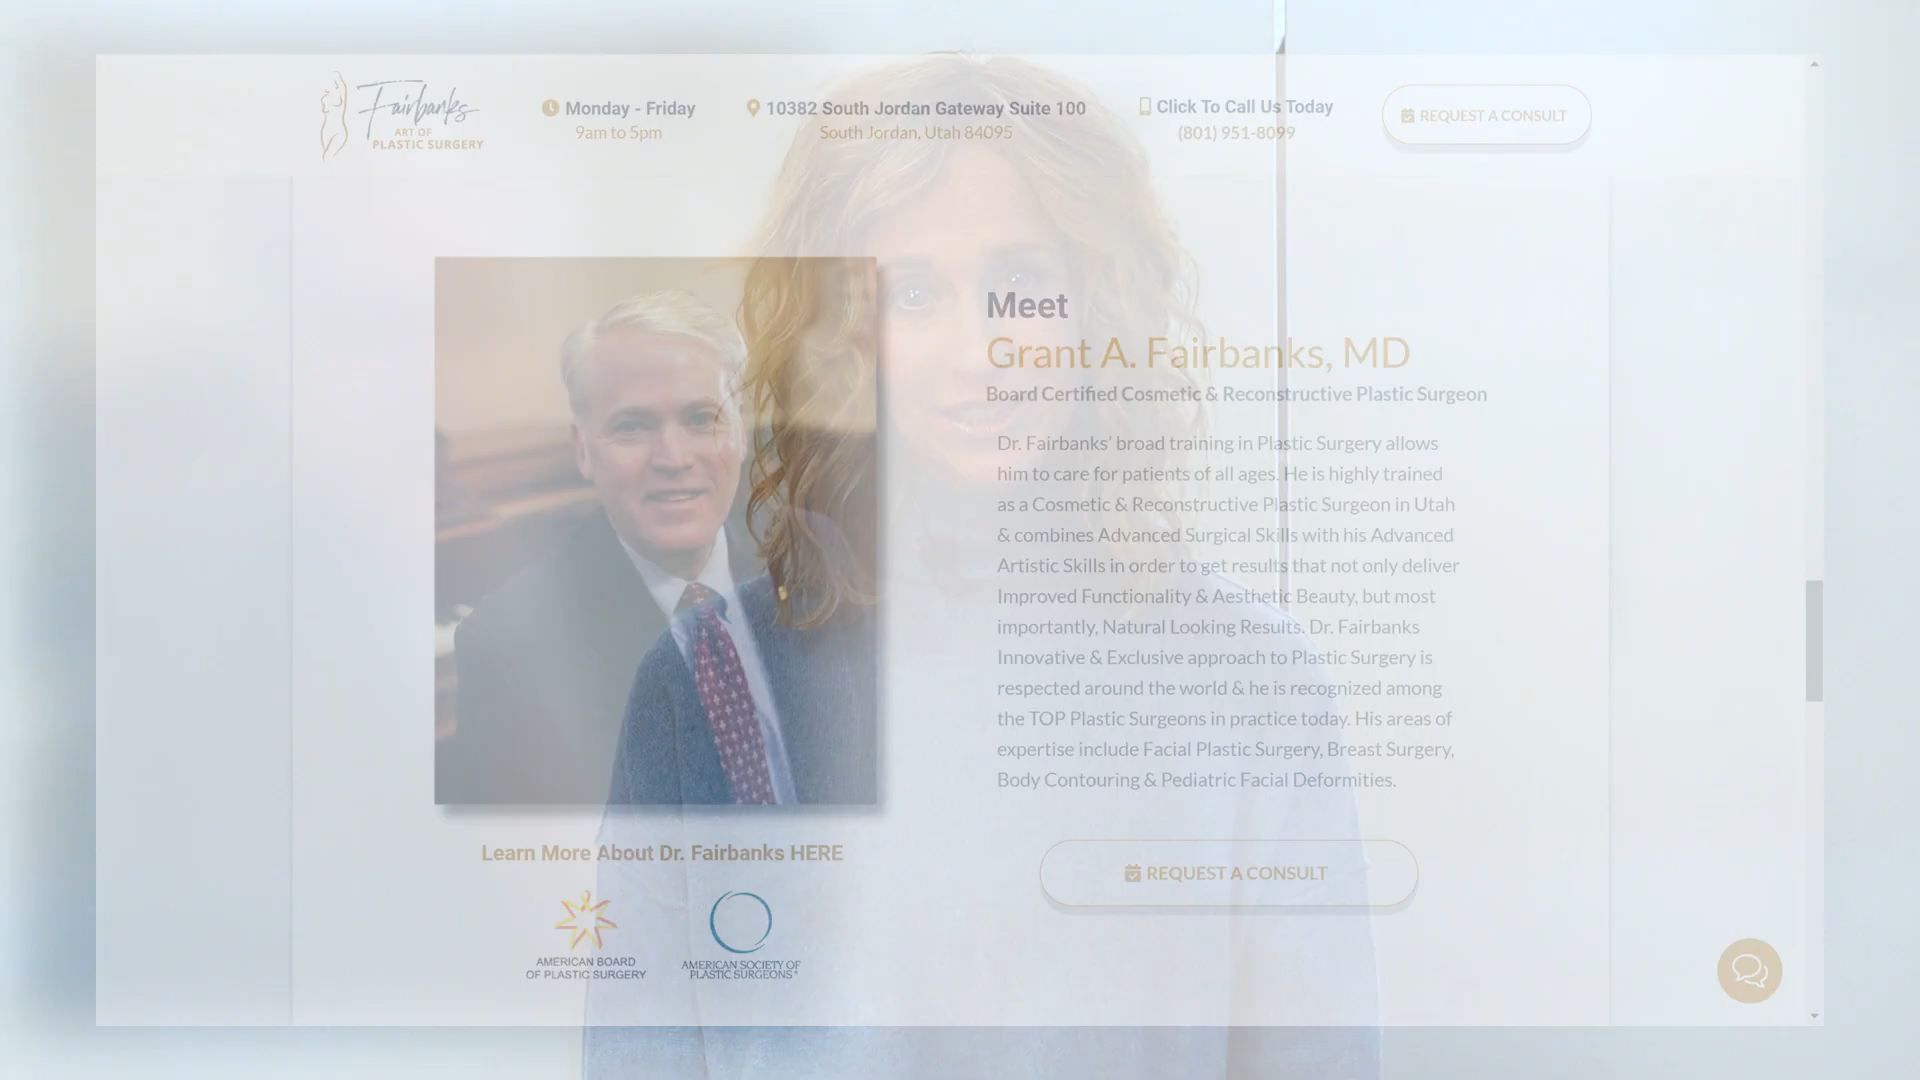 Fairbanks
ART OF
PLASTIC SURGERY
Monday - Friday
9am to 5pm
10382 South Jordan Gateway Suite 100
South Jordan, Utah 84095
Click To Call Us Today
(801) 951-8099
REQUEST A CONSULT
Meet
Grant A. Fairbanks, MD
Board Certified Cosmetic & Reconstructive Plastic Surgeon
Dr. Fairbanks' broad training in Plastic Surgery allows
him to care for patients of all ages. He is highly trained
as a Cosmetic & Reconstructive Plastic Surgeon in Utah
& combines Advanced Surgical Skills with his Advanced
Artistic Skills in order to get results that not only deliver
Improved Functionality & Aesthetic Beauty, but most
importantly, Natural Looking Results. Dr. Fairbanks
Innovative & Exclusive approach to Plastic Surgery is
respected around the world & he is recognized among
the TOP Plastic Surgeons in practice today. His areas of
expertise include Facial Plastic Surgery, Breast Surgery,
Body Contouring & Pediatric Facial Deformities.
REQUEST A CONSULT
Learn More About Dr. Fairbanks HERE
AMERICAN BOARD
OF PLASTIC SURGERY
AMERICAN SOCIETY OF
PLASTIC SURGEONS®